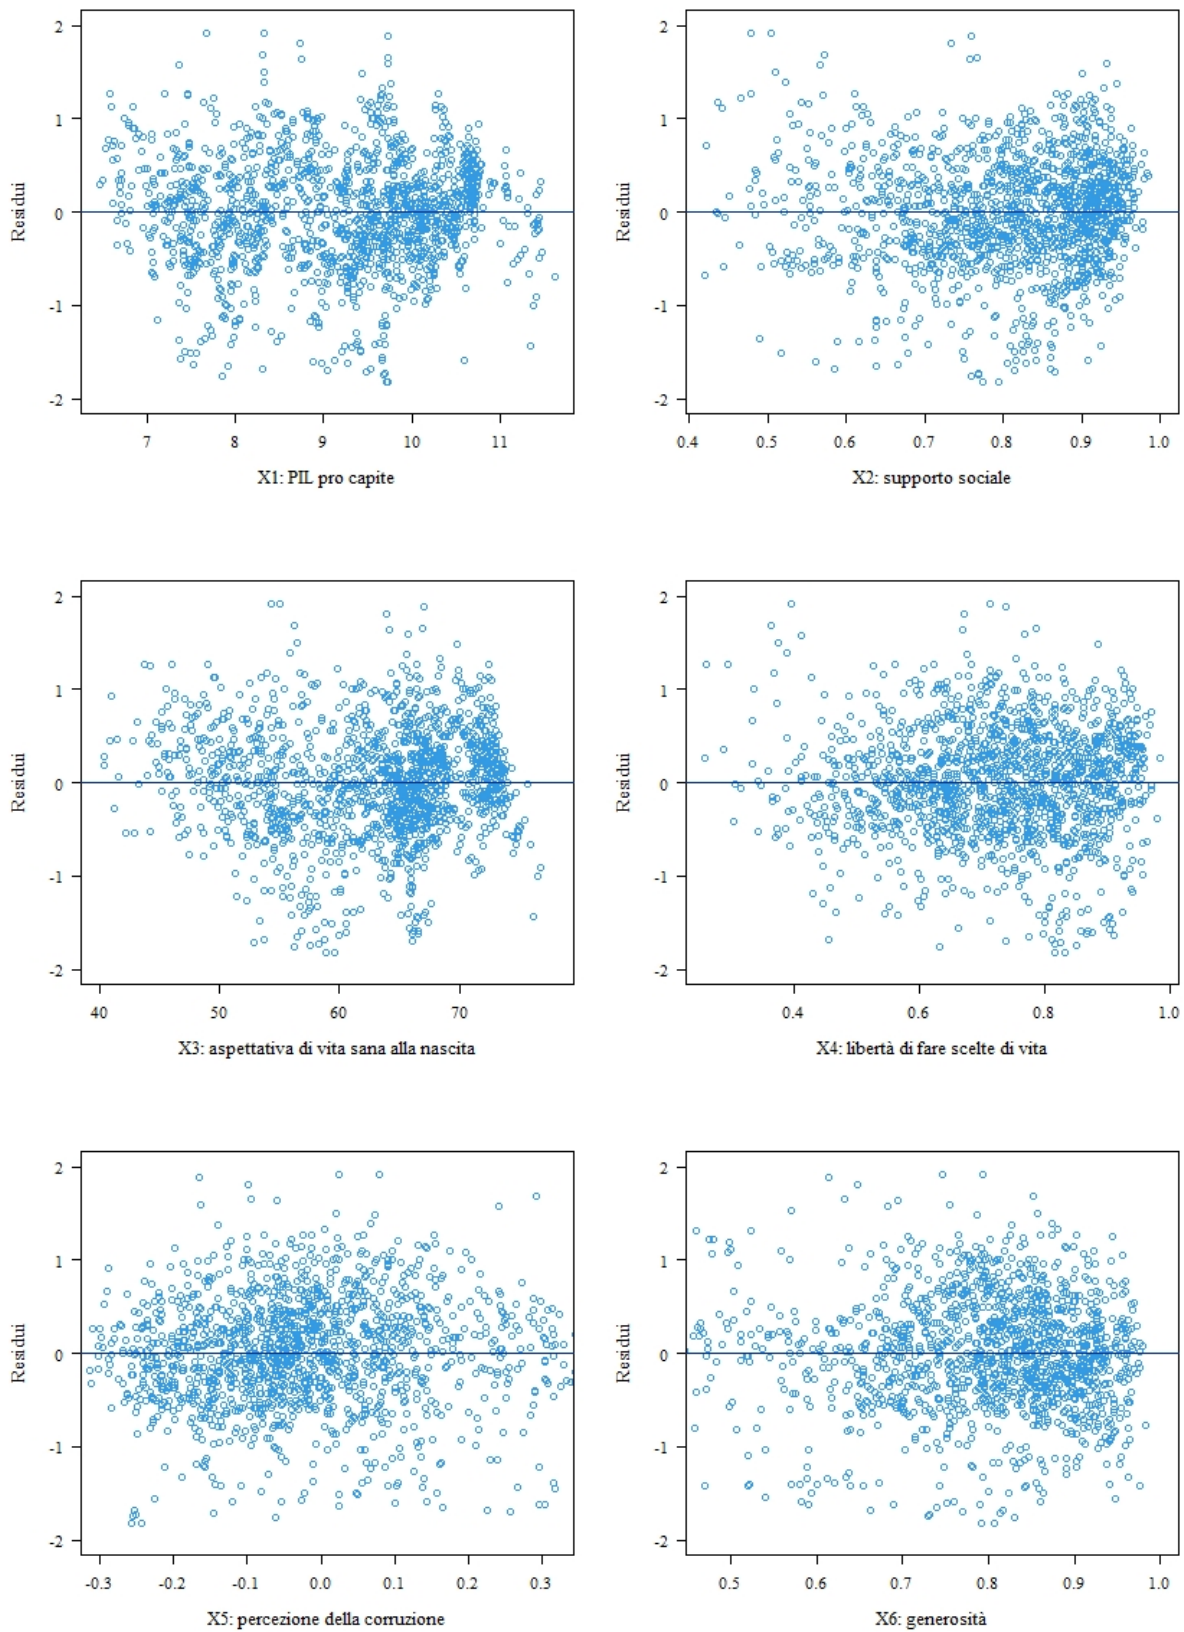 2
1
0
-1
-2
Residui
7 8 9 10 11
X1: PIL pro capite
2
1
0
-1
-2
Residui
0.4 0.5 0.6 0.7 0.8 0.9 1.0
X2: supporto sociale
2
1
0
-1
-2
Residui
40 50 60 70
X3: aspettativa di vita sana alla nascita
2
1
0
-1
-2
Residui
0.4 0.6 0.8 1.0
X4: libertà di fare scelte di vita
2
1
0
-1
-2
Residui
-0.3 -0.2 -0.1 0.0 0.1 0.2 0.3
X5: percezione della corruzione
2
1
0
-1
-2
Residui
0.5 0.6 0.7 0.8 0.9 1.0
X6: generosità